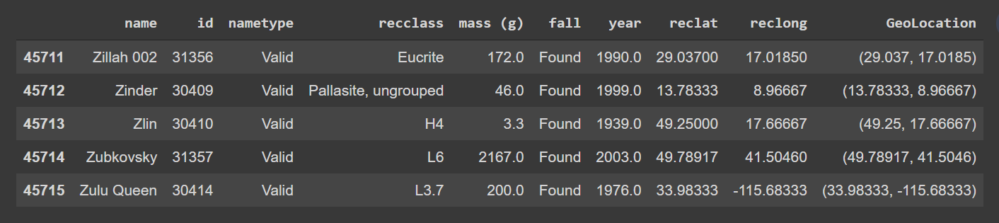 name id nametype recclass mass (g) fall year reclat reclong GeoLocation
45711 Zillah 002 31356 Valid Eucrite 172.0 Found 1990.0 29.03700 17.01850 (29.037, 17.0185)
45712 Zinder 30409 Valid Pallasite, ungrouped 46.0 Found 1999.0 13.78333 8.96667 (13.78333, 8.96667)
45713 Zlin 30410 Valid H4 3.3 Found 1939.0 49.25000 17.66667 (49.25, 17.66667)
45714 Zubkovsky 31357 Valid L6 2167.0 Found 2003.0 49.78917 41.50460 (49.78917, 41.5046)
45715 Zulu Queen 30414 Valid L3.7 200.0 Found 1976.0 33.98333 -115.68333 (33.98333, -115.68333)